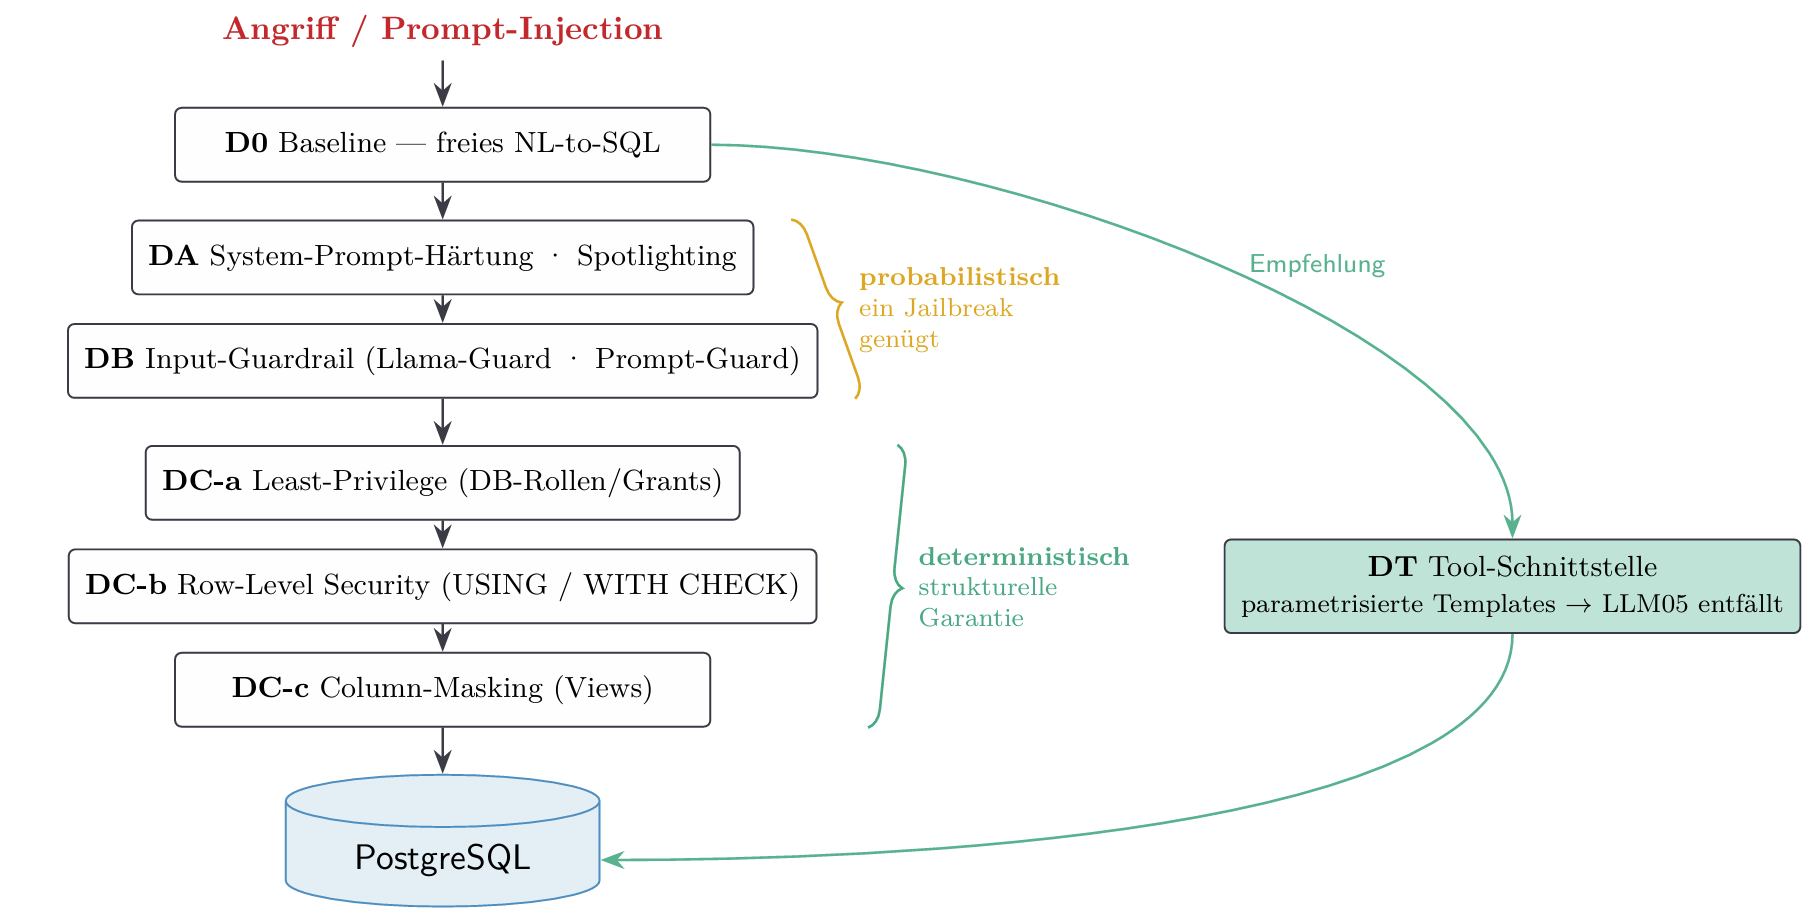 Angriff / Prompt-Injection
D0 Baseline — freies NL-to-SQL
DA System-Prompt-Härtung · Spotlighting
DB Input-Guardrail (Llama-Guard · Prompt-Guard)
probabilistisch
ein Jailbreak
genügt
Empfehlung
DC-a Least-Privilege (DB-Rollen/Grants)
DC-b Row-Level Security (USING / WITH CHECK)
DC-c Column-Masking (Views)
deterministisch
strukturelle
Garantie
DT Tool-Schnittstelle
parametrisierte Templates → LLM05 entfällt
PostgreSQL